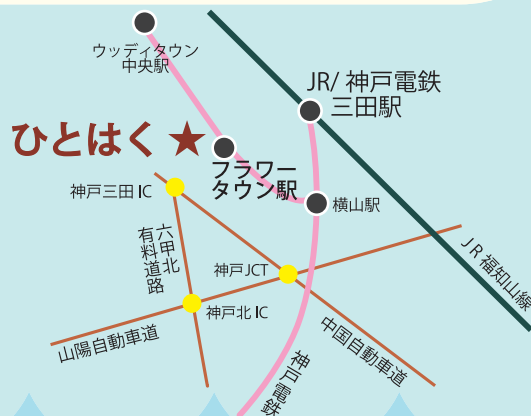 ウッディタウン
中央駅
JR/ 神戸電鉄
三田駅
ひとはく ★
フラワー
タウン駅
神戸三田 IC
横山駅
六甲北
有料道路
神戸JCT
JR 福知山線
神戸北 IC
山陽自動車道
中国自動車道
神戸電鉄